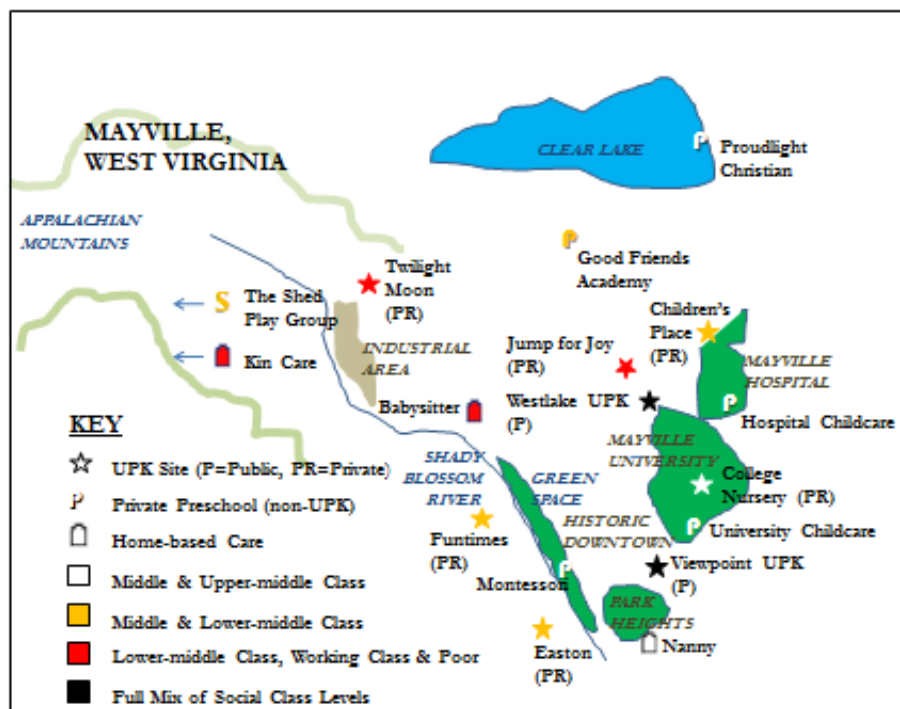 MAYVILLE,
WEST VIRGINIA
CLEAR LAKE
Proudlight
Christian
APPALACHIAN
MOUNTAINS
Good Friends
Academy
Twilight
Moon
(PR)
S The Shed
Play Group
Children's
Place
(PR)
INDUSTRIAL
AREA
Jump for Joy
(PR)
MAYVILLE
HOSPITAL
Kin Care
Babysitter
Westlake UPK
(P)
Hospital Childcare
KEY
UPK Site (P=Public, PR=Private)
P Private Preschool (non-UPK)
Home-based Care
Middle & Upper-middle Class
Middle & Lower-middle Class
Lower-middle Class, Working Class & Poor
Full Mix of Social Class Levels
SHADY
BLOSSOM
RIVER
GREEN
SPACE
MAYVILLE
UNIVERSITY
College
Nursery (PR)
P University Childcare
HISTORIC
DOWNTOWN
Funtimes
(PR)
Montessori P
Viewpoint UPK
(P)
PARK
HEIGHTS
Nanny
Easton
(PR)
P
P
P